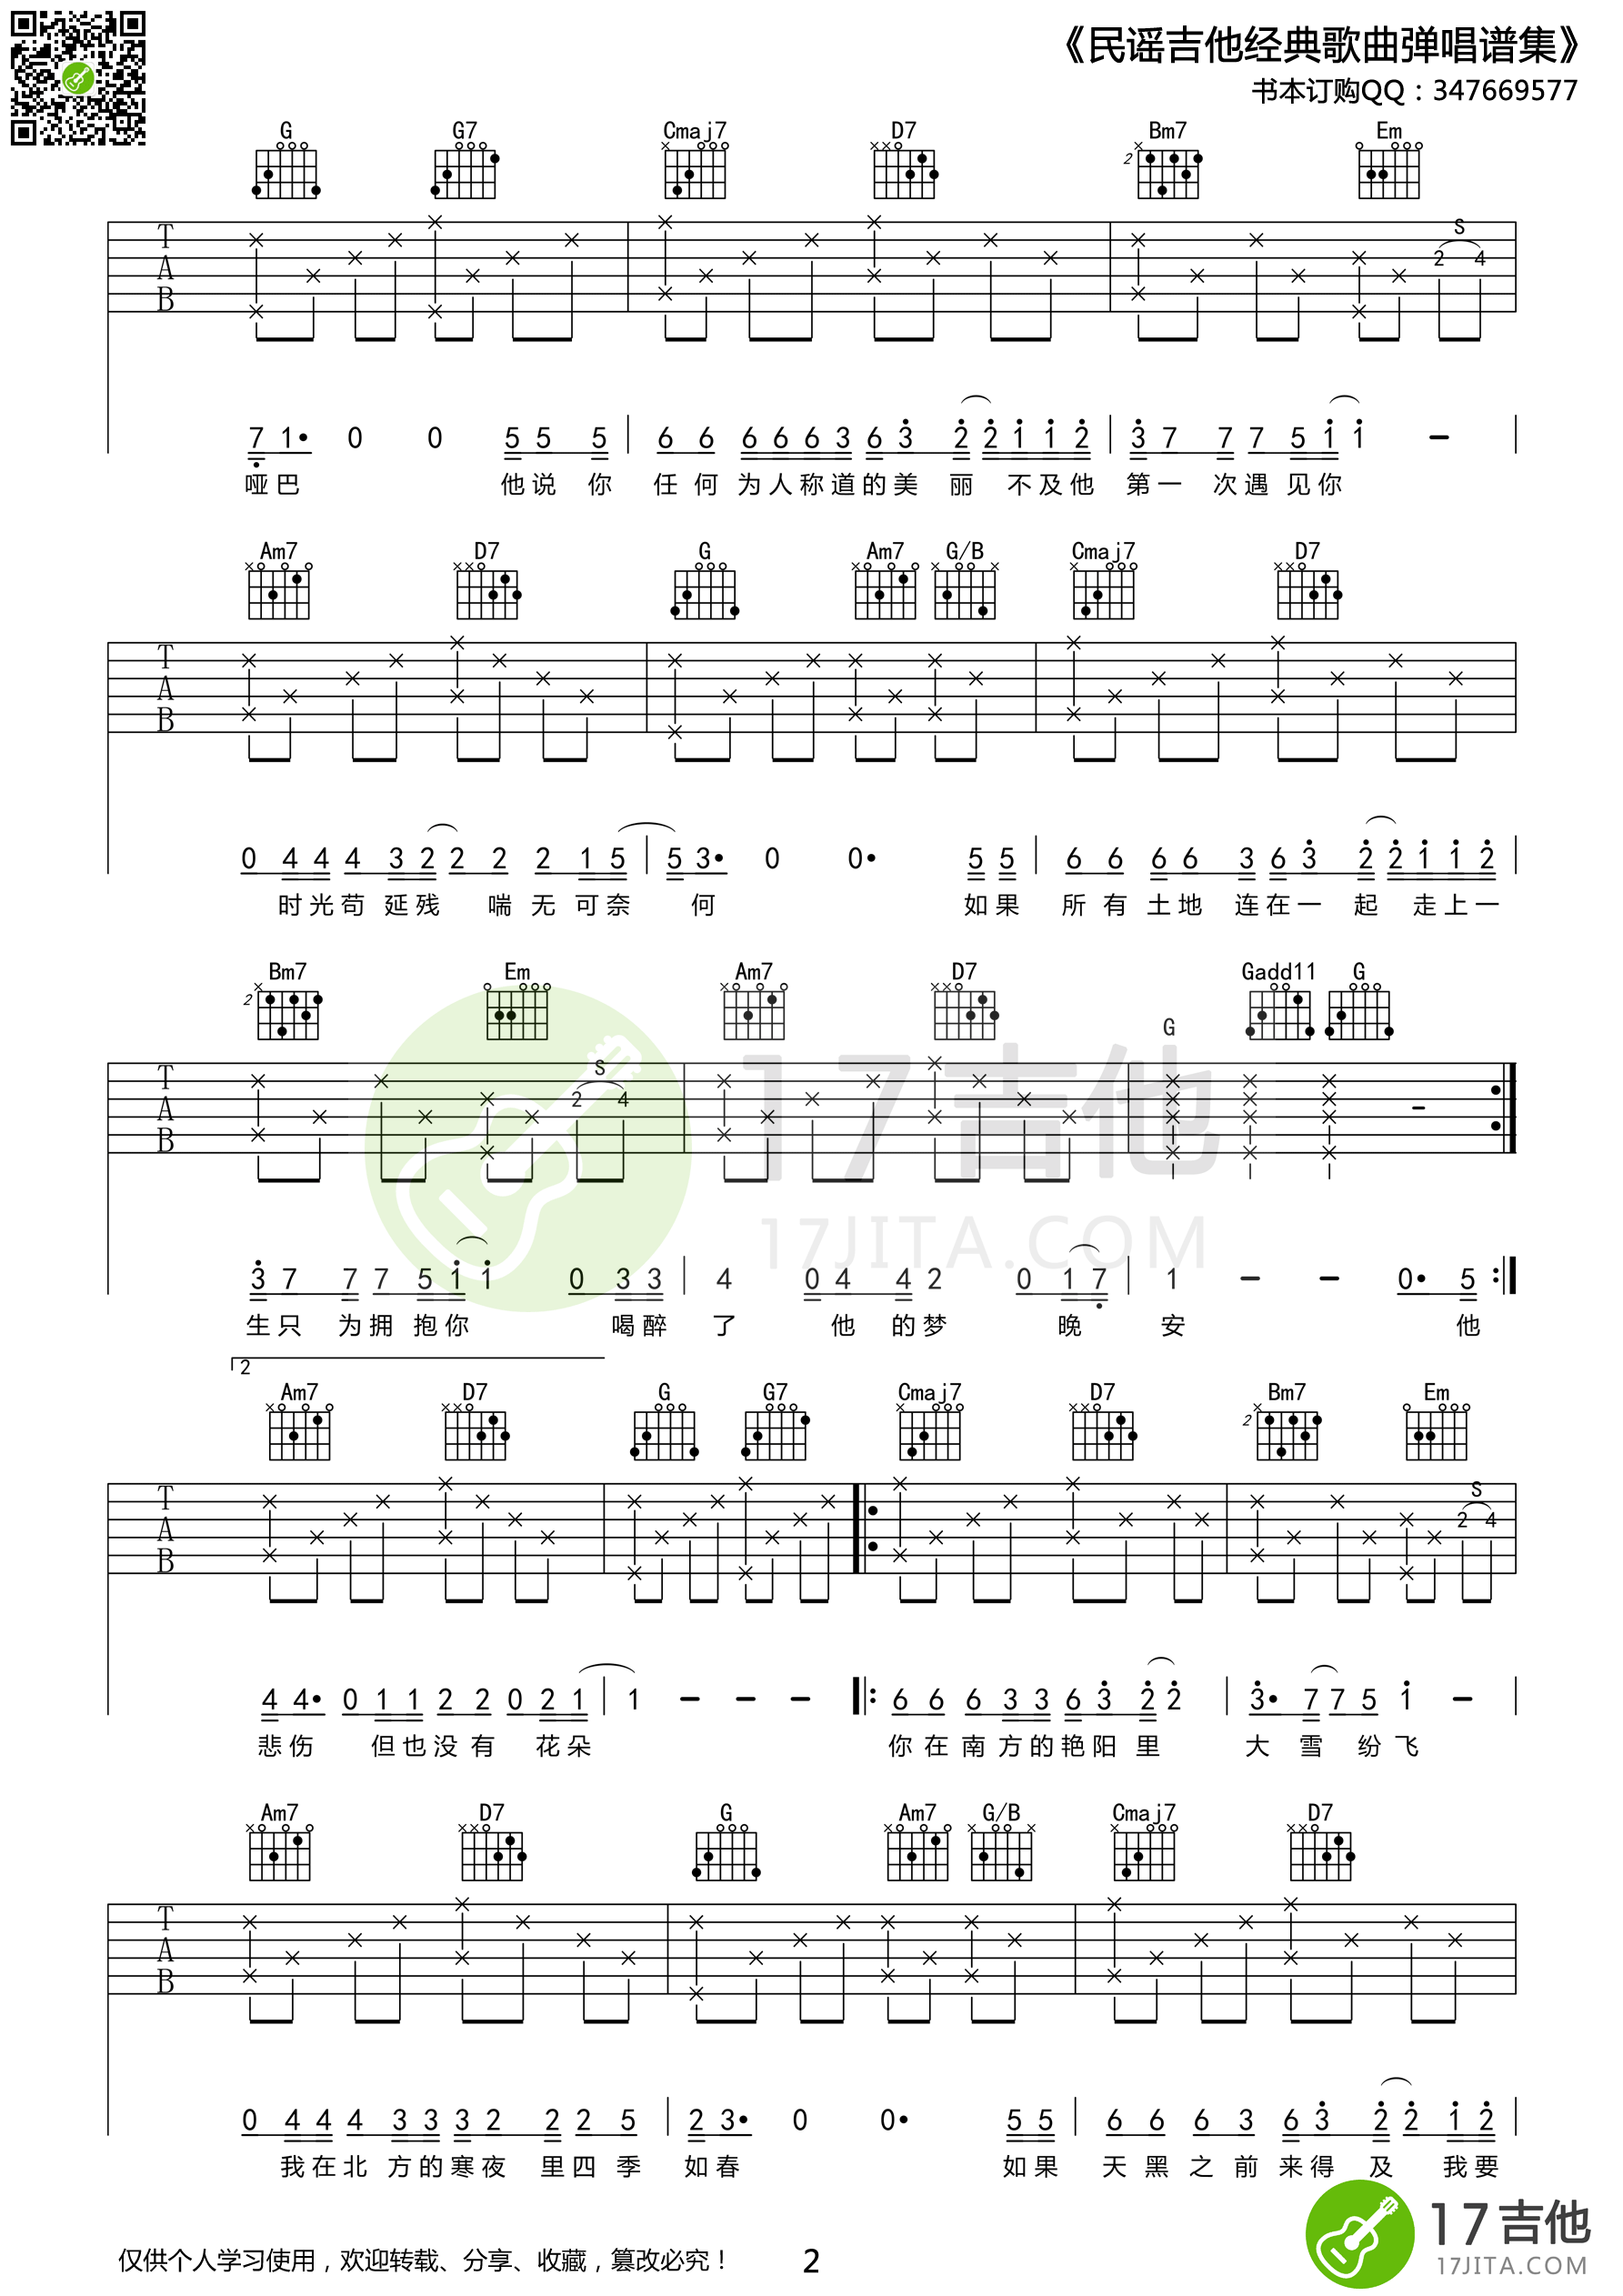 《民谣吉他经典歌曲弹唱谱集》
书本订购QQ：347669577
G G7 Cmaj7 D7 Bm7 Em
2
T A B
S
2 4
7 1• 0 0 5 5 5 6 6 6 6 6 3 6 3 2 2 1 1 2 3 7 7 7 5 1 1 -
哑巴 他说 你 任何 为人称道的美 丽 不及他 第一 次遇 见你
Am7 D7 G Am7 G/B Cmaj7 D7
T A B
0 4 4 4 3 2 2 2 2 1 5 5 3• 0 0• 5 5 6 6 6 6 3 6 3 2 2 1 1 2
时光苟 延残 喘 无 可奈 何 如果 所有 土地 连在一 起 走上一
Bm7 Em Am7 D7 Gadd11 G
2
G
T A B
S
2 4
17吉他
17JITA.COM
3 7 7 7 5 1 1 0 3 3 4 0 4 4 2 0 1 7 1 - - 0• 5
生只 为拥 抱你 喝醉 了 他 的梦 晚 安 他
2
Am7 D7 G G7 Cmaj7 D7 Bm7 Em
2
T A B
S
2 4
4 4• 0 1 1 2 2 0 2 1 1 - - - 6 6 6 3 3 6 3 2 2 3• 7 7 5 1 -
悲伤 但也没有 花朵 你在南方的艳阳 里 大 雪 纷飞
Am7 D7 G Am7 G/B Cmaj7 D7
T A B
0 4 4 4 3 3 3 2 2 2 5 2 3• 0 0• 5 5 6 6 6 3 6 3 2 2 1 2
我在北 方的寒夜 里四 季 如春 如果 天黑之前来得 及 我要
仅供个人学习使用，欢迎转载、分享、收藏，篡改必究！ 2
17吉他
17JITA.COM